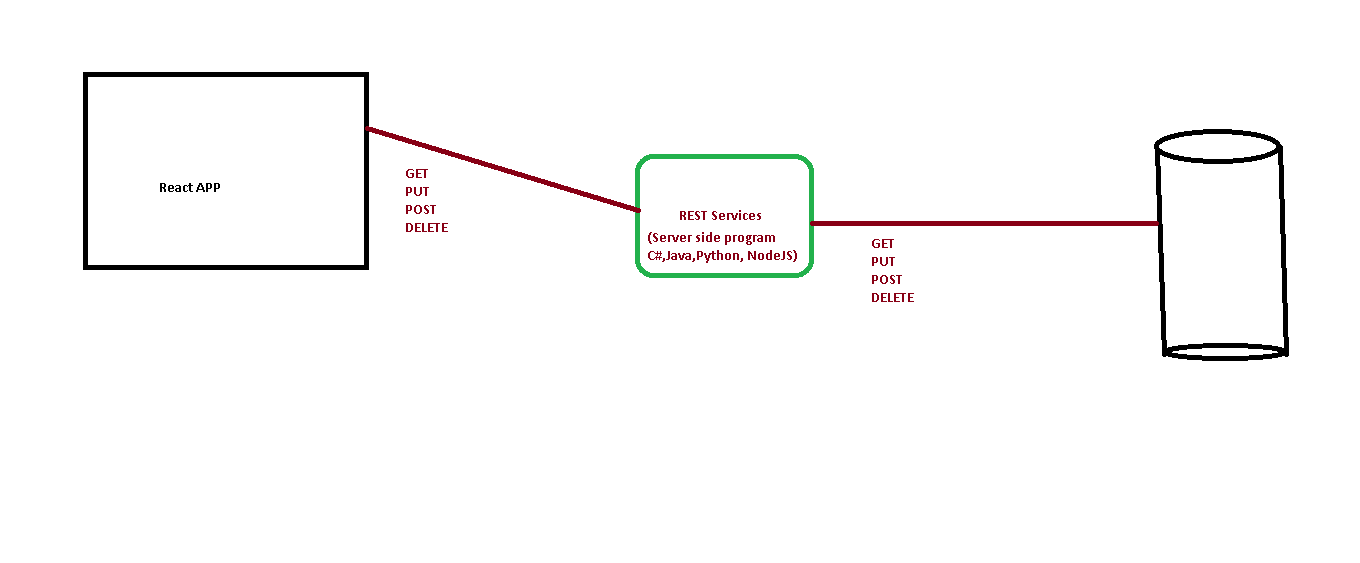 React APP
GET
PUT
POST
DELETE
REST Services
(Server side program
C#,Java,Python, NodeJS)
GET
PUT
POST
DELETE